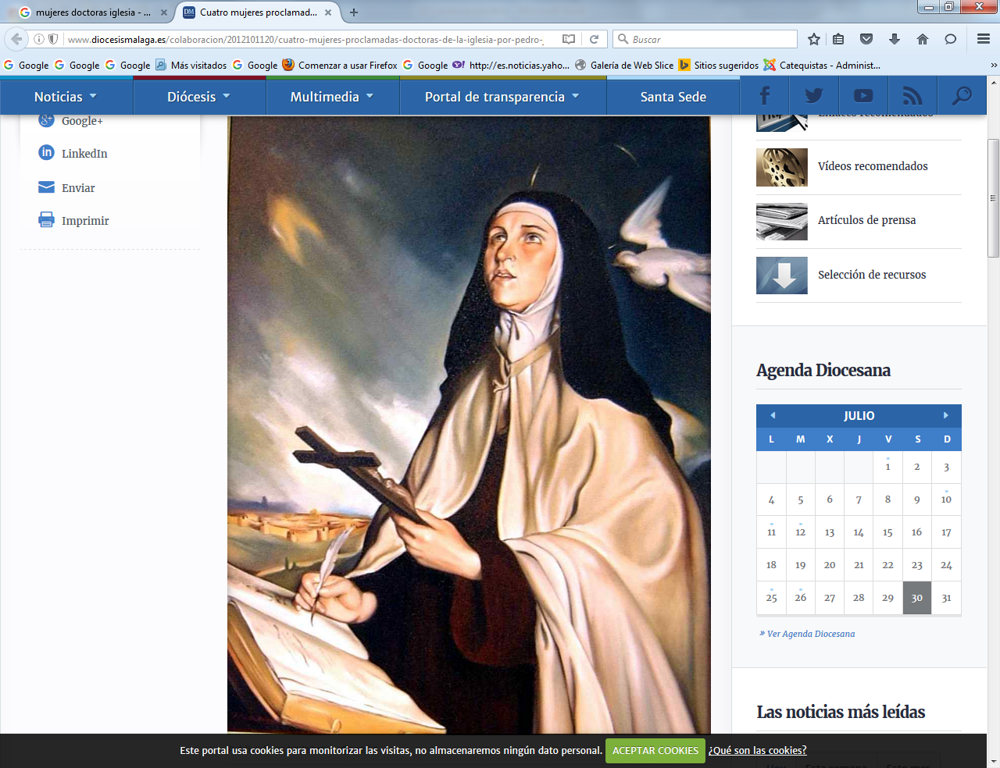 mujeres doctoras iglesia - ...
Cuatro mujeres proclamad...
www.diocesismalaga.es/colaboracion/2012101120/cuatro-mujeres-proclamadas-doctoras-de-la-iglesia-por-pedro-
Buscar
Google Google Google Más visitados Google Comenzar a usar Firefox Google http://es.noticias.yaho... Galería de Web Slice Sitios sugeridos Catequistas - Administ...
Noticias Diócesis Multimedia Portal de transparencia Santa Sede
Google+
LinkedIn
Enviar
Imprimir
Enlaces recomendados
Vídeos recomendados
Artículos de prensa
Selección de recursos
Agenda Diocesana
JULIO
L M X J V S D
1 2 3
4 5 6 7 8 9 10
11 12 13 14 15 16 17
18 19 20 21 22 23 24
25 26 27 28 29 30 31
» Ver Agenda Diocesana
Las noticias más leídas
Este portal usa cookies para monitorizar las visitas, no almacenaremos ningún dato personal. ACEPTAR COOKIES ¿Qué son las cookies?